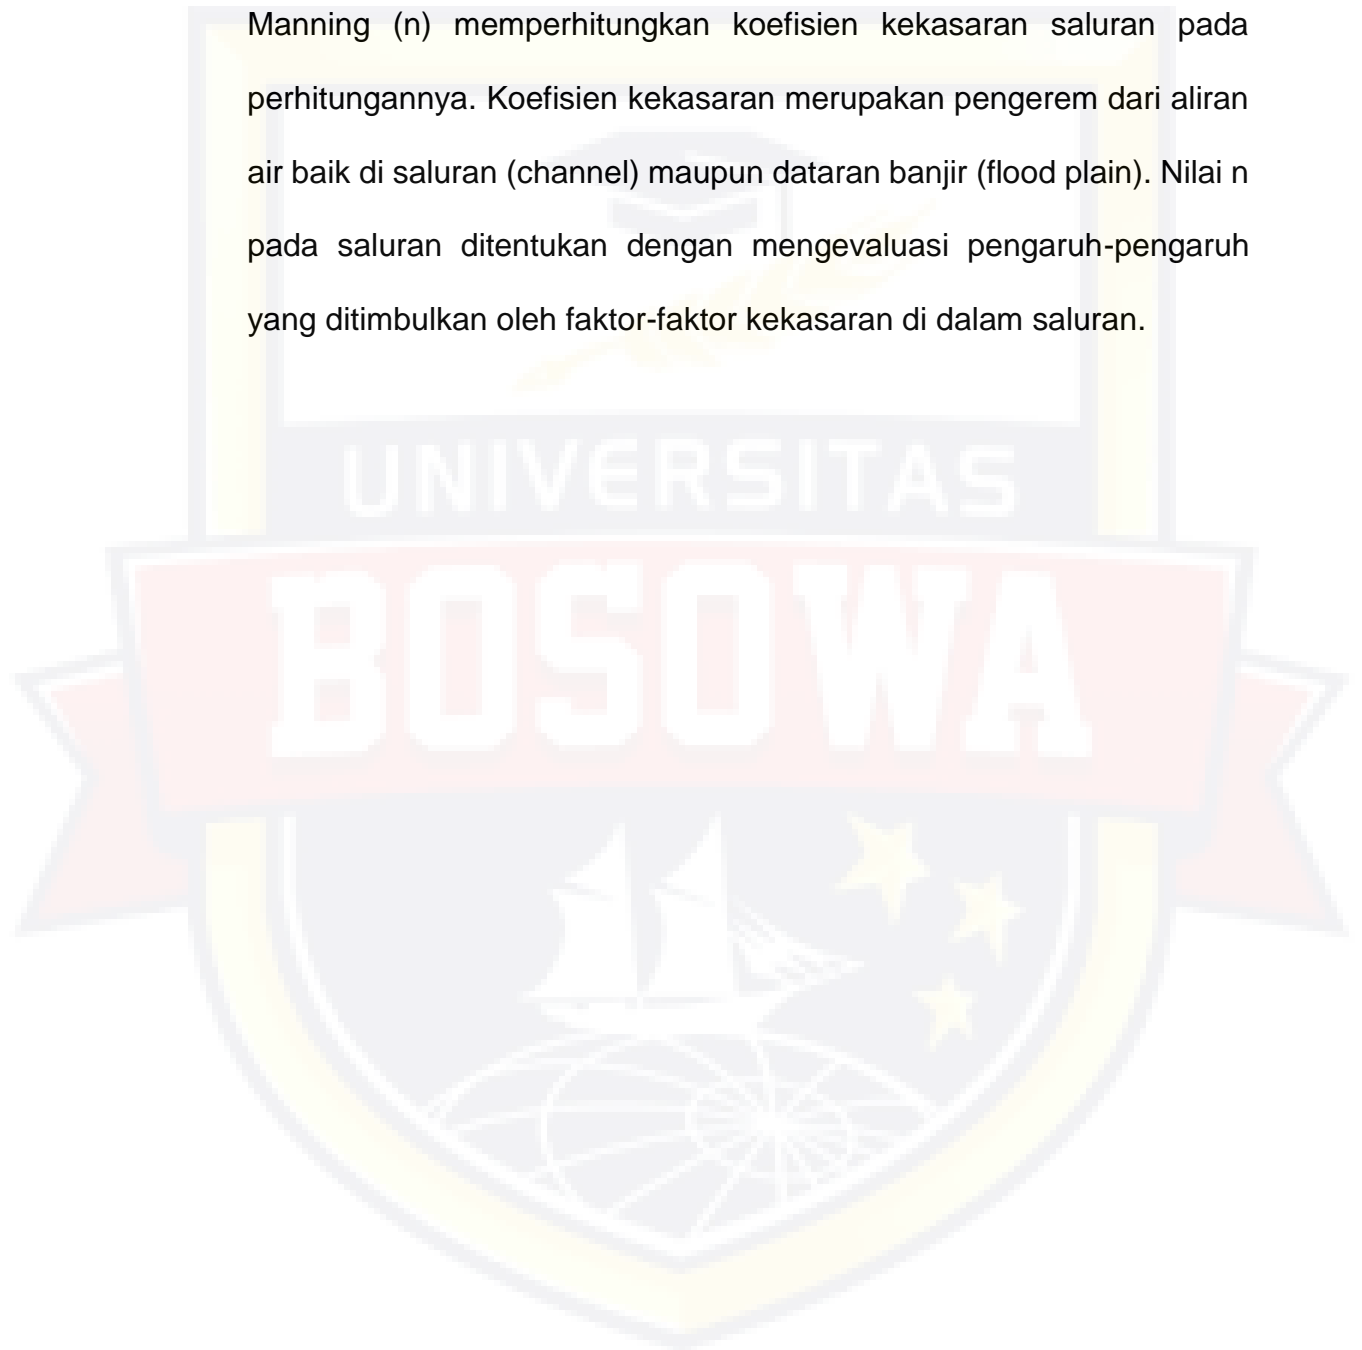 Manning (n) memperhitungkan koefisien kekasaran saluran pada
perhitungannya. Koefisien kekasaran merupakan pengerem dari aliran
air baik di saluran (channel) maupun dataran banjir (flood plain). Nilai n
pada saluran ditentukan dengan mengevaluasi pengaruh-pengaruh
yang ditimbulkan oleh faktor-faktor kekasaran di dalam saluran.
UNIVERSITAS
BOSOWA